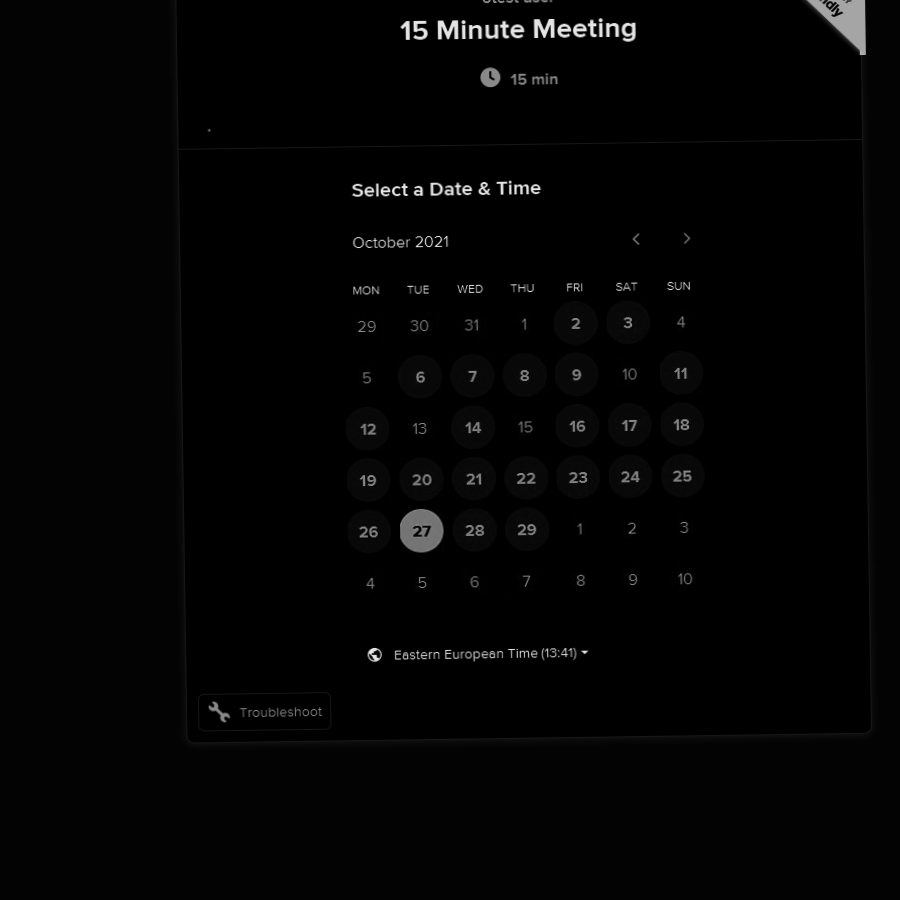 15 Minute Meeting
15 min
Select a Date & Time
October 2021
MON TUE WED THU FRI SAT SUN
29 30 31 1 2 3 4
5 6 7 8 9 10 11
12 13 14 15 16 17 18
19 20 21 22 23 24 25
26 27 28 29 1 2 3
4 5 6 7 8 9 10
Eastern European Time (13:41)
Troubleshoot